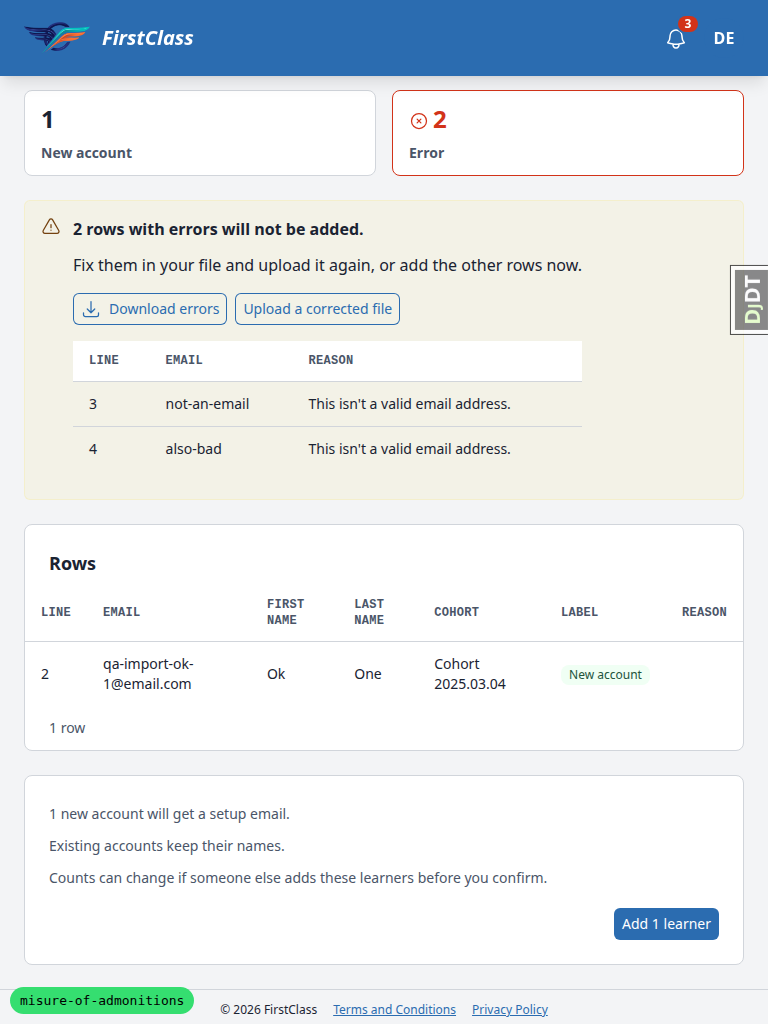 FirstClass
3
DE
1
New account
2
Error
2 rows with errors will not be added.
Fix them in your file and upload it again, or add the other rows now.
Download errors
Upload a corrected file
LINE EMAIL REASON
3 not-an-email This isn't a valid email address.
4 also-bad This isn't a valid email address.
DjDT
Rows
LINE EMAIL FIRST NAME LAST NAME COHORT LABEL REASON
2 qa-import-ok-1@email.com Ok One Cohort 2025.03.04 New account
1 row
1 new account will get a setup email.
Existing accounts keep their names.
Counts can change if someone else adds these learners before you confirm.
Add 1 learner
misure-of-admonitions
© 2026 FirstClass Terms and Conditions Privacy Policy